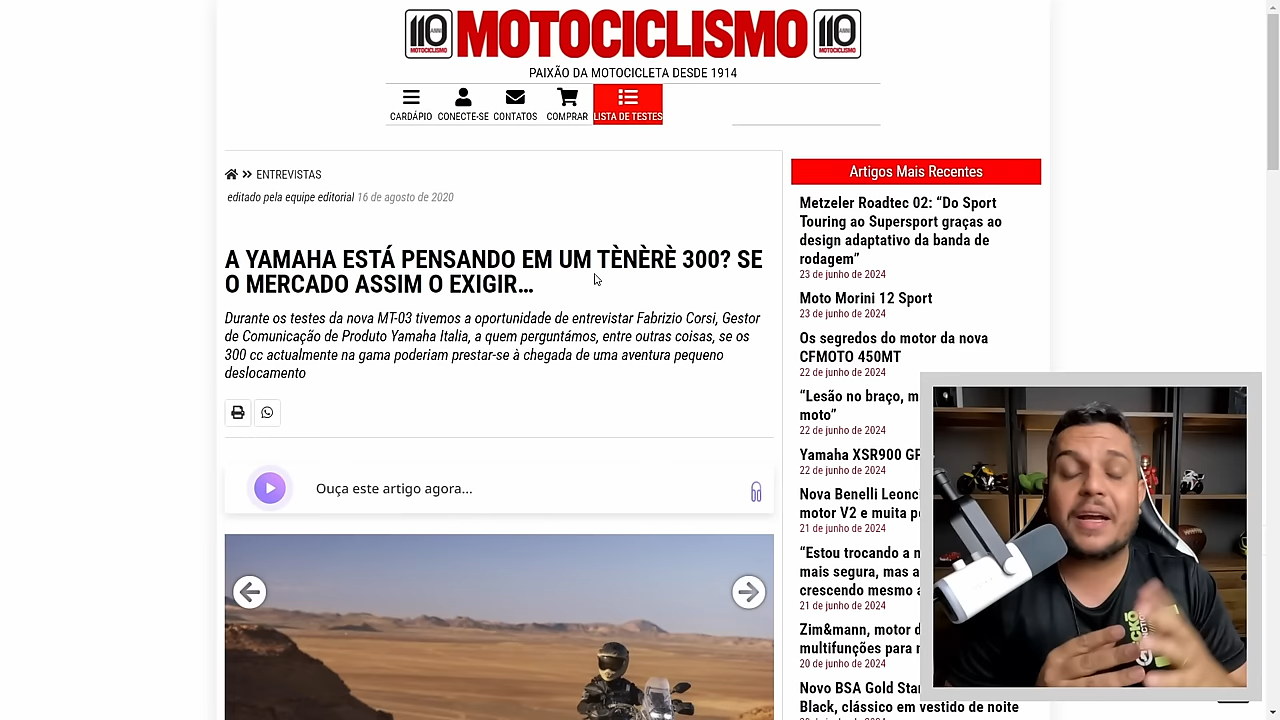 110
ANNI
MOTOCICLISMO
MOTOCICLISMO
110
ANNI
MOTOCICLISMO
PAIXÃO DA MOTOCICLETA DESDE 1914
CARDÁPIO
CONECTE-SE
CONTATOS
COMPRAR
LISTA DE TESTES
ENTREVISTAS
editado pela equipe editorial 16 de agosto de 2020
A YAMAHA ESTÁ PENSANDO EM UM TÈNÈRÈ 300? SE
O MERCADO ASSIM O EXIGIR…
Durante os testes da nova MT-03 tivemos a oportunidade de entrevistar Fabrizio Corsi, Gestor
de Comunicação de Produto Yamaha Italia, a quem perguntámos, entre outras coisas, se os
300 cc actualmente na gama poderiam prestar-se à chegada de uma aventura pequeno
deslocamento
Ouça este artigo agora...
Artigos Mais Recentes
Metzeler Roadtec 02: “Do Sport
Touring ao Supersport graças ao
design adaptativo da banda de
rodagem”
23 de junho de 2024
Moto Morini 12 Sport
23 de junho de 2024
Os segredos do motor da nova
CFMOTO 450MT
22 de junho de 2024
“Lesão no braço, m
moto”
22 de junho de 2024
Yamaha XSR900 GP
22 de junho de 2024
Nova Benelli Leonc
motor V2 e muita p
21 de junho de 2024
“Estou trocando a m
mais segura, mas a
crescendo mesmo a
21 de junho de 2024
Zim&mann, motor d
multifunções para m
20 de junho de 2024
Novo BSA Gold Star
Black, clássico em vestido de noite